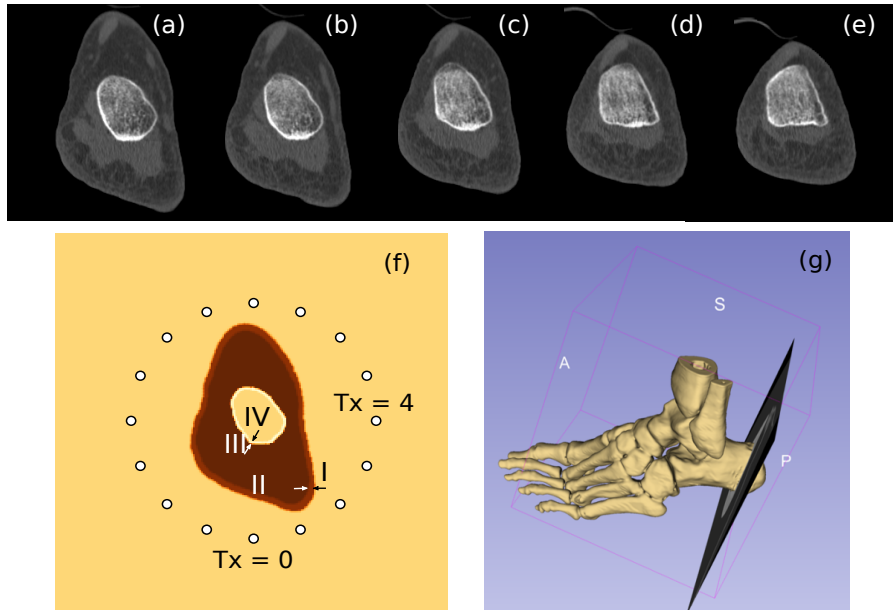 (a)
(b)
(c)
(d)
(e)
(f)
Tx = 4
IV
III
II
I
Tx = 0
(g)
S
A
P